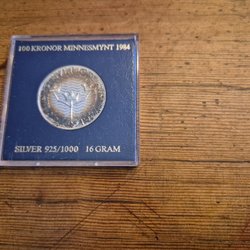 100 KRONOR MINNESMYNT 1984
SILVER 925/1000 16 GRAM